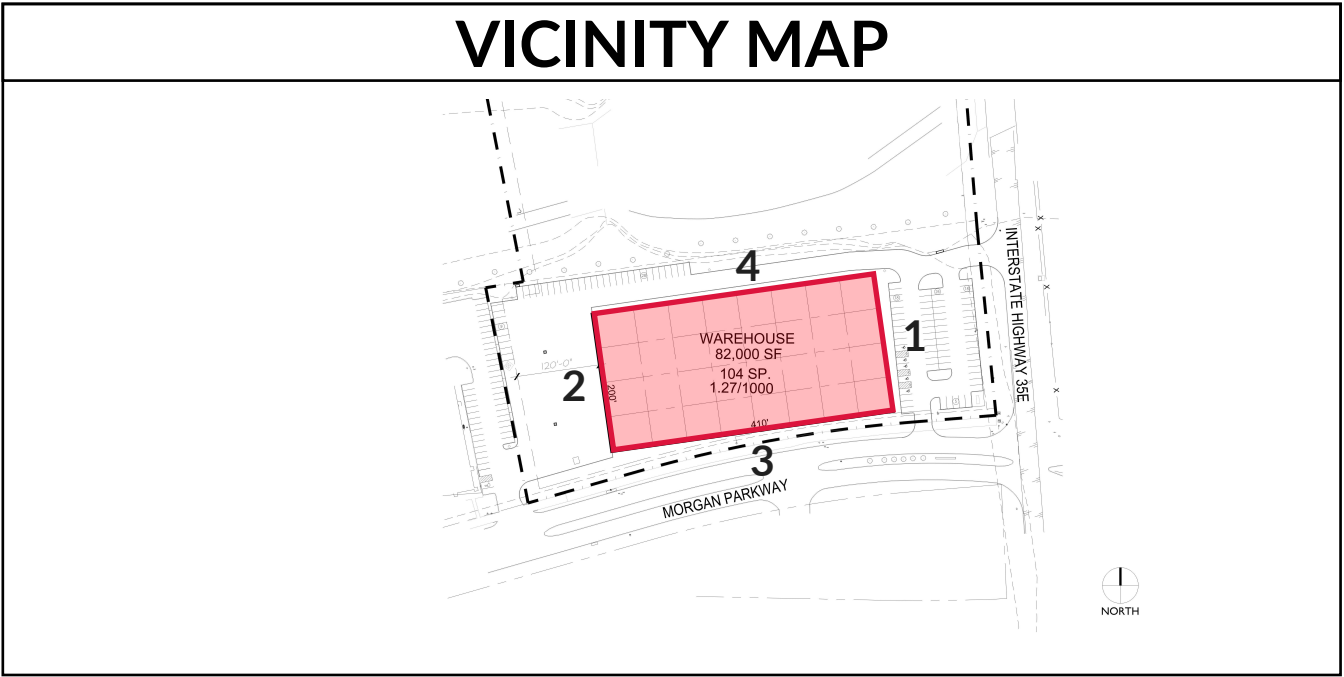 VICINITY MAP
4
INTERSTATE HIGHWAY 35E
1
WAREHOUSE
82,000 SF
104 SP.
1.27/1000
120'-0"
2
200'
410'
3
MORGAN PARKWAY
X
X
X
X
X
NORTH